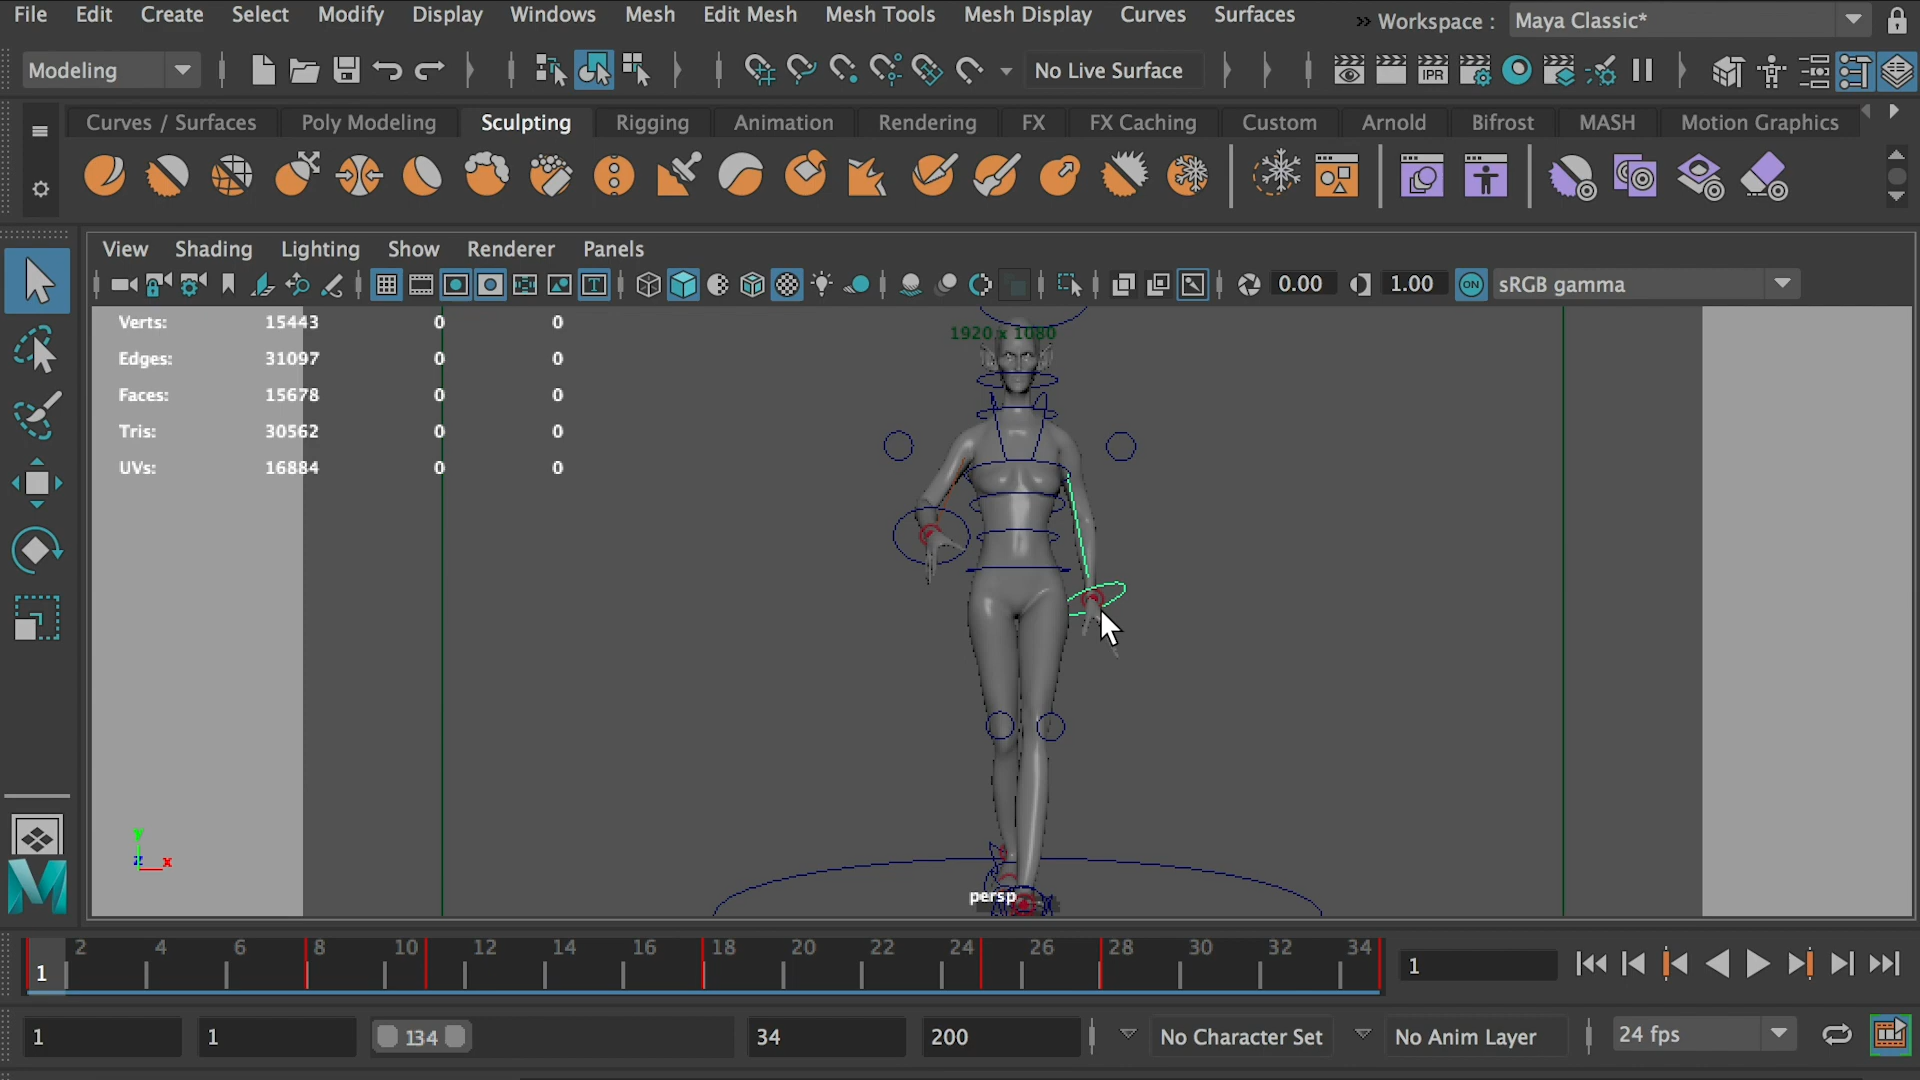 File Edit Create Select Modify Display Windows Mesh Edit Mesh Mesh Tools Mesh Display Curves Surfaces » Workspace : Maya Classic*
Modeling No Live Surface IPR
Curves / Surfaces Poly Modeling Sculpting Rigging Animation Rendering FX FX Caching Custom Arnold Bifrost MASH Motion Graphics
View Shading Lighting Show Renderer Panels
T 0.00 1.00 ON sRGB gamma
1920 x 1080
Verts: 15443 0 0
Edges: 31097 0 0
Faces: 15678 0 0
Tris: 30562 0 0
UVs: 16884 0 0
y
z x
persp
2 4 6 8 10 12 14 16 18 20 22 24 26 28 30 32 34
1 1
1 1 134 34 200 No Character Set No Anim Layer 24 fps